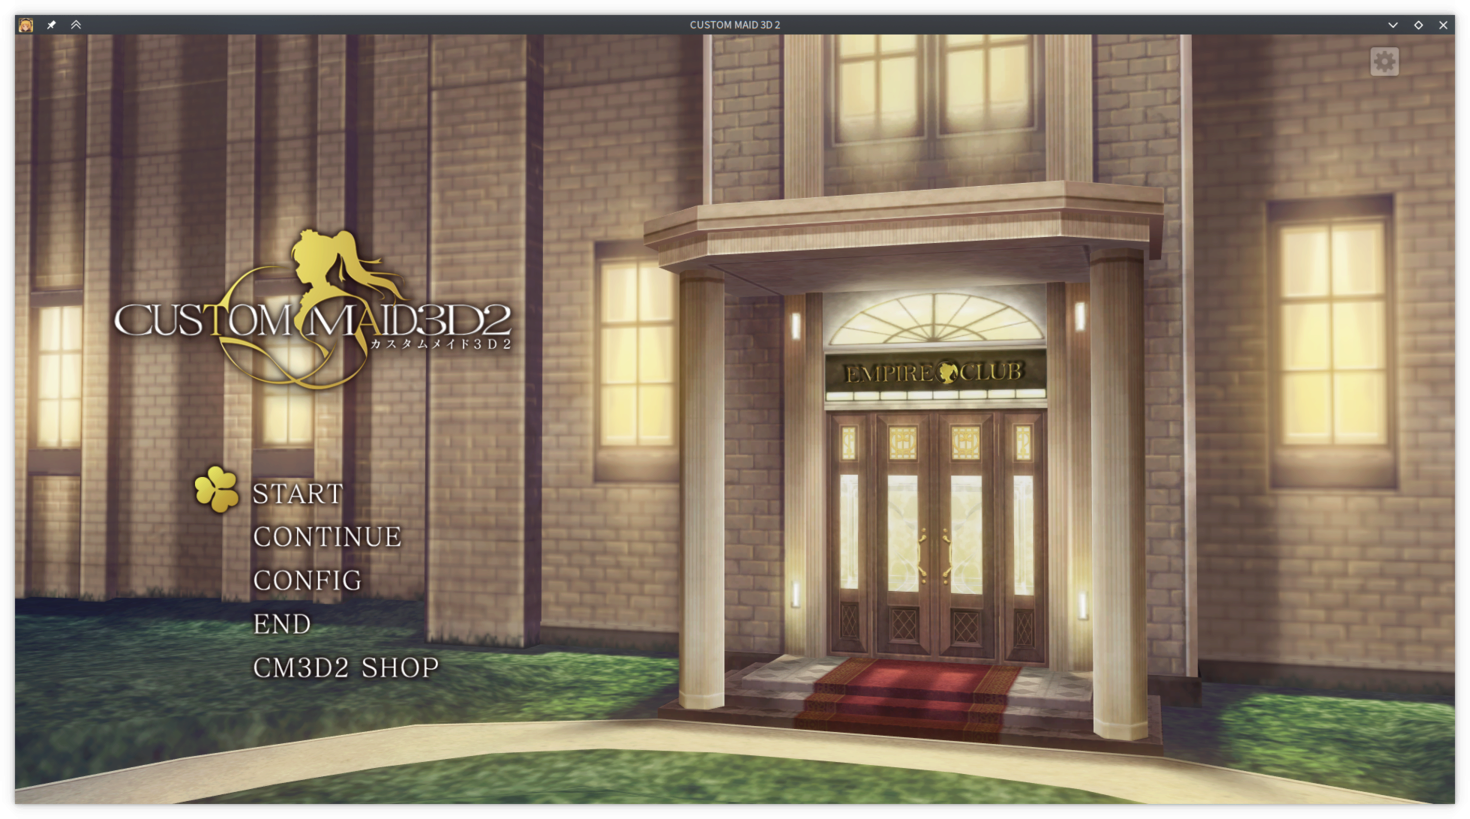 CUSTOM MAID 3D 2
CUSTOM MAID3D2
カスタムメイド3D2
EMPIRE CLUB
START
CONTINUE
CONFIG
END
CM3D2 SHOP